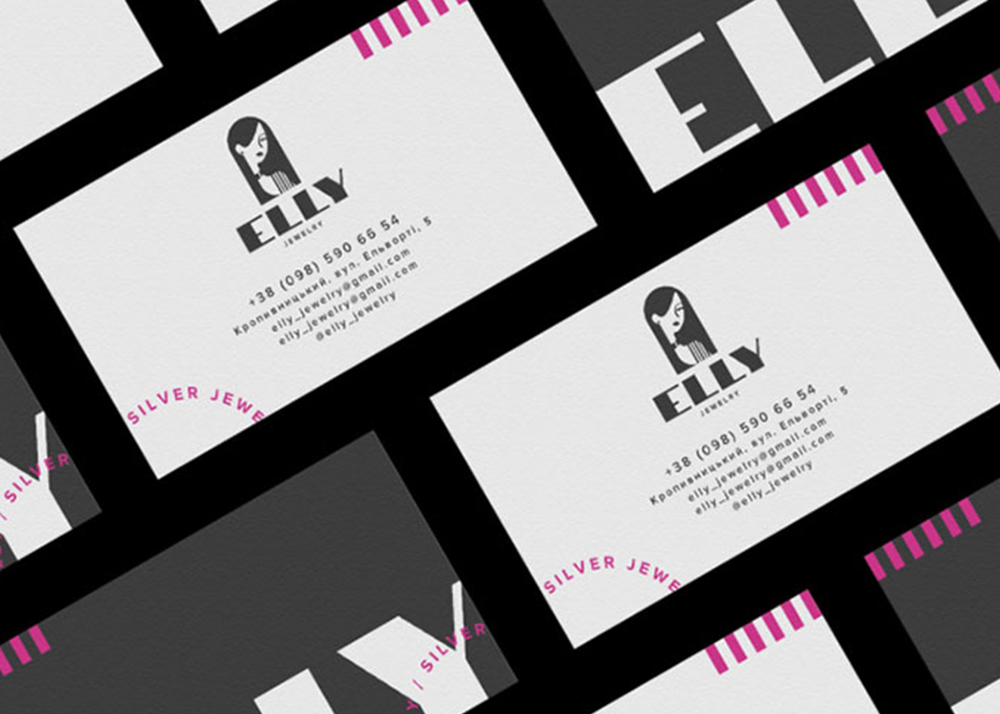 ELLY
JEWELRY
+38 (098) 590 66 54
Кропивницький, вул. Ельворті, 5
elly_jewelry@gmail.com
elly_jewelry@gmail.com
@elly_jewelry
SILVER JEWE
ELL
ELLY
JEWELRY
+38 (098) 590 66 54
Кропивницький, вул. Ельворті, 5
elly_jewelry@gmail.com
elly_jewelry@gmail.com
@elly_jewelry
SILVER JEWE
Y
| SILVER
LY
Y | SILVER